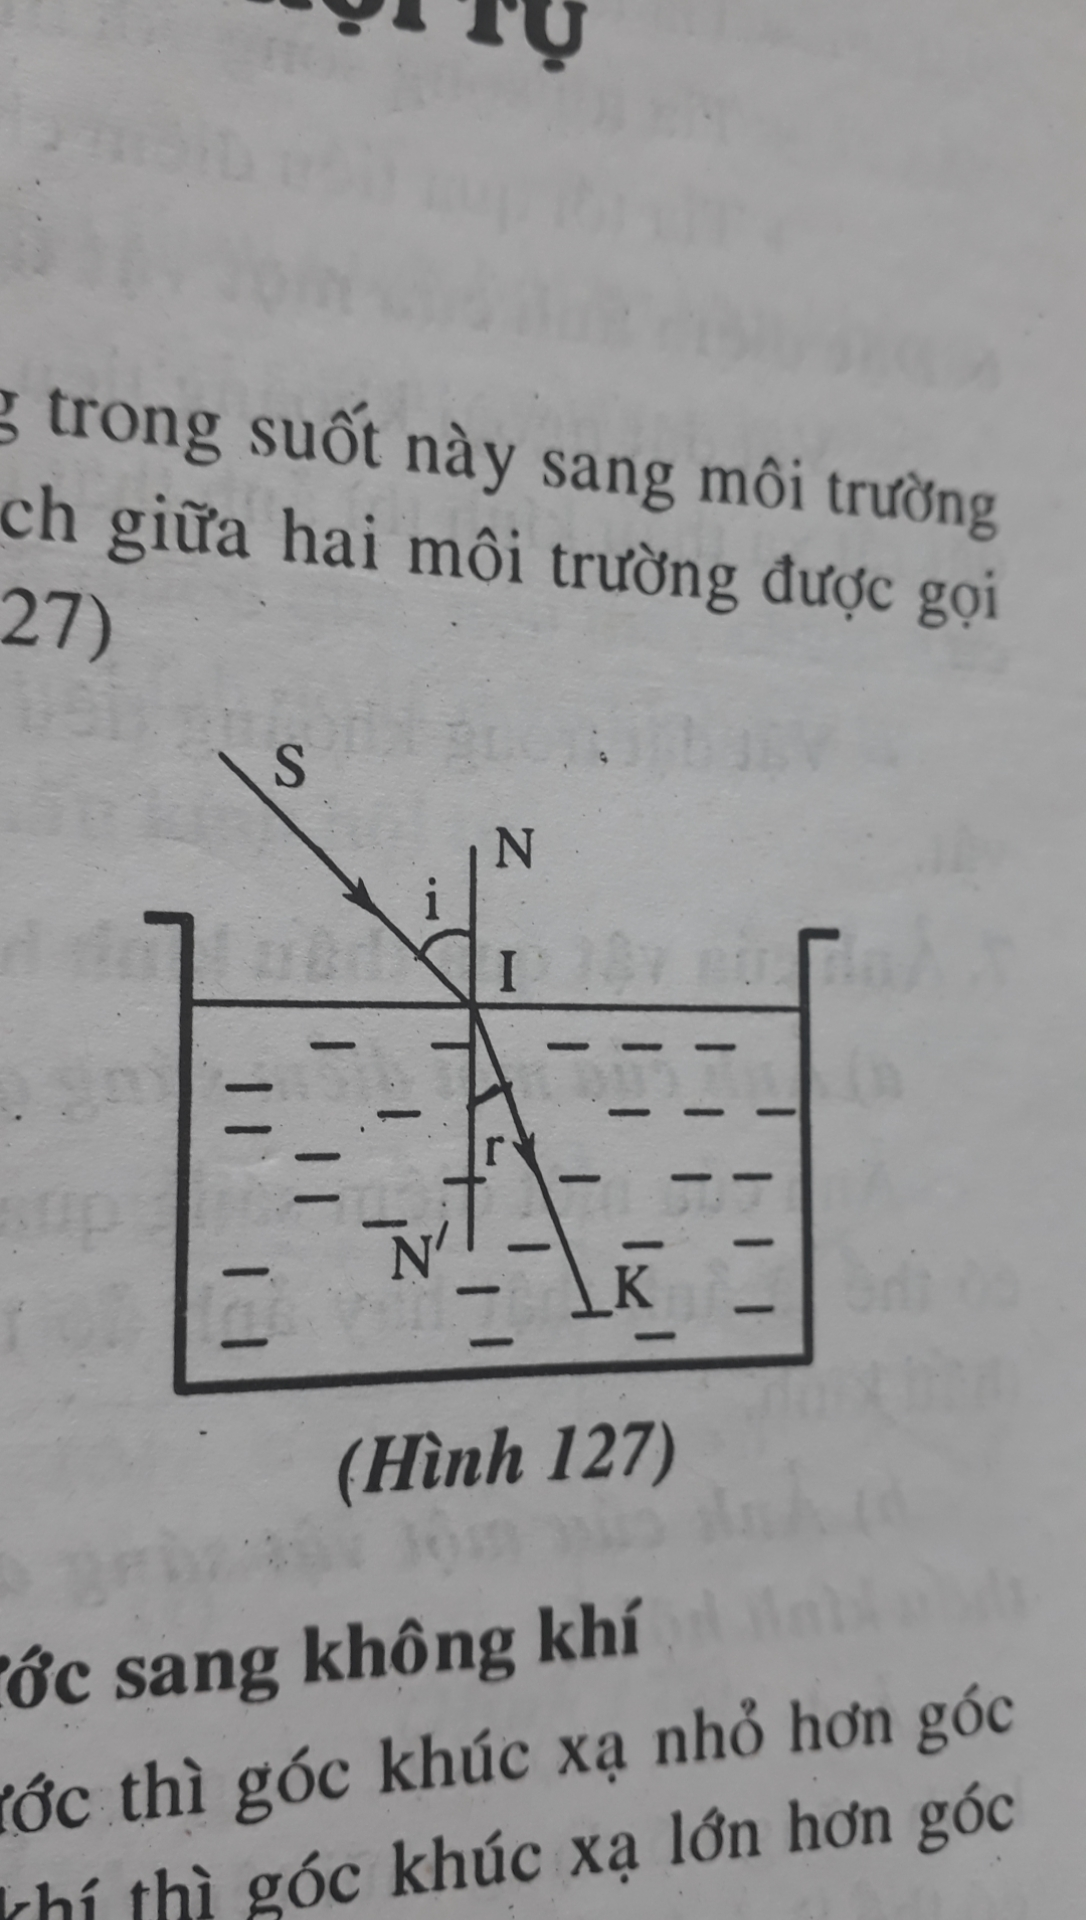 TỤ
trong suốt này sang môi trường
ch giữa hai môi trường được gọi
27)
S
N
i
I
r
N'
K
(Hình 127)
ớc sang không khí
ớc thì góc khúc xạ nhỏ hơn góc
khí thì góc khúc xạ lớn hơn góc